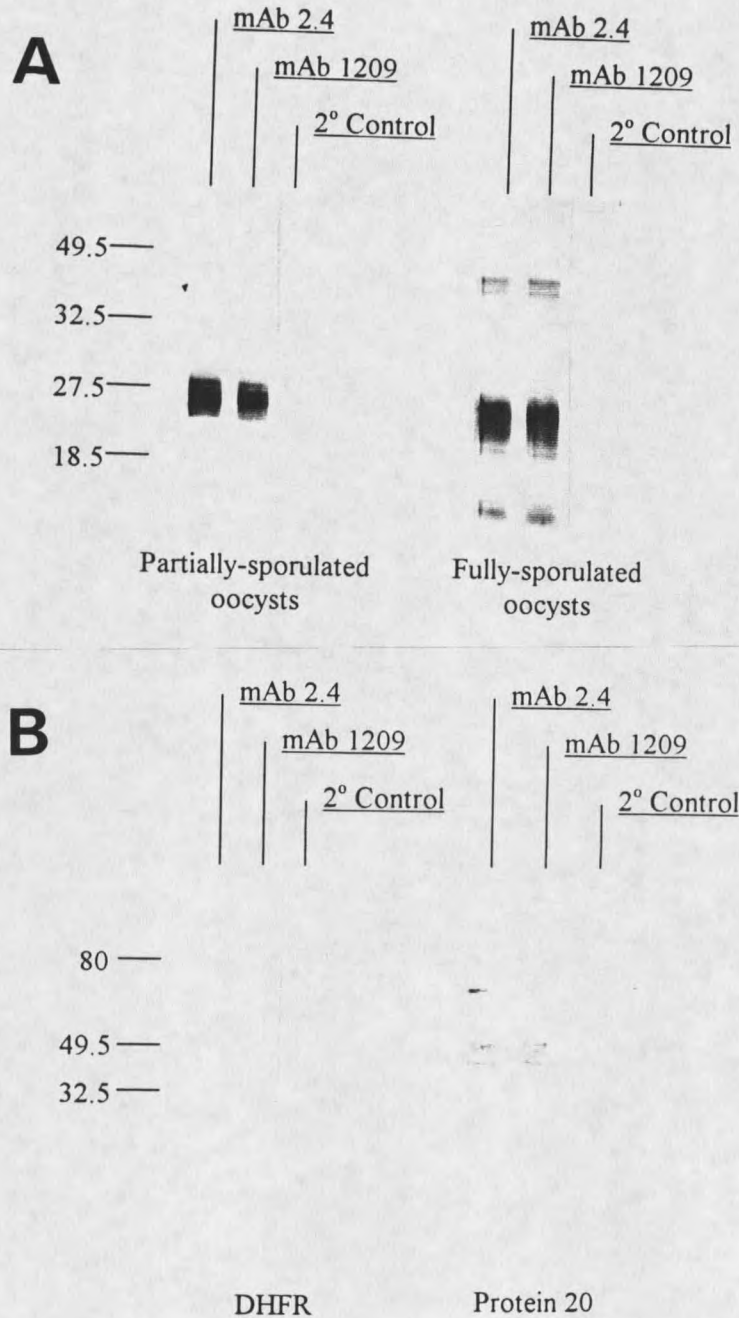 A
mAb 2.4
mAb 1209
2° Control
mAb 2.4
mAb 1209
2° Control
49.5
32.5
27.5
18.5
Partially-sporulated
oocysts
Fully-sporulated
oocysts
B
mAb 2.4
mAb 1209
2° Control
mAb 2.4
mAb 1209
2° Control
80
49.5
32.5
DHFR
Protein 20